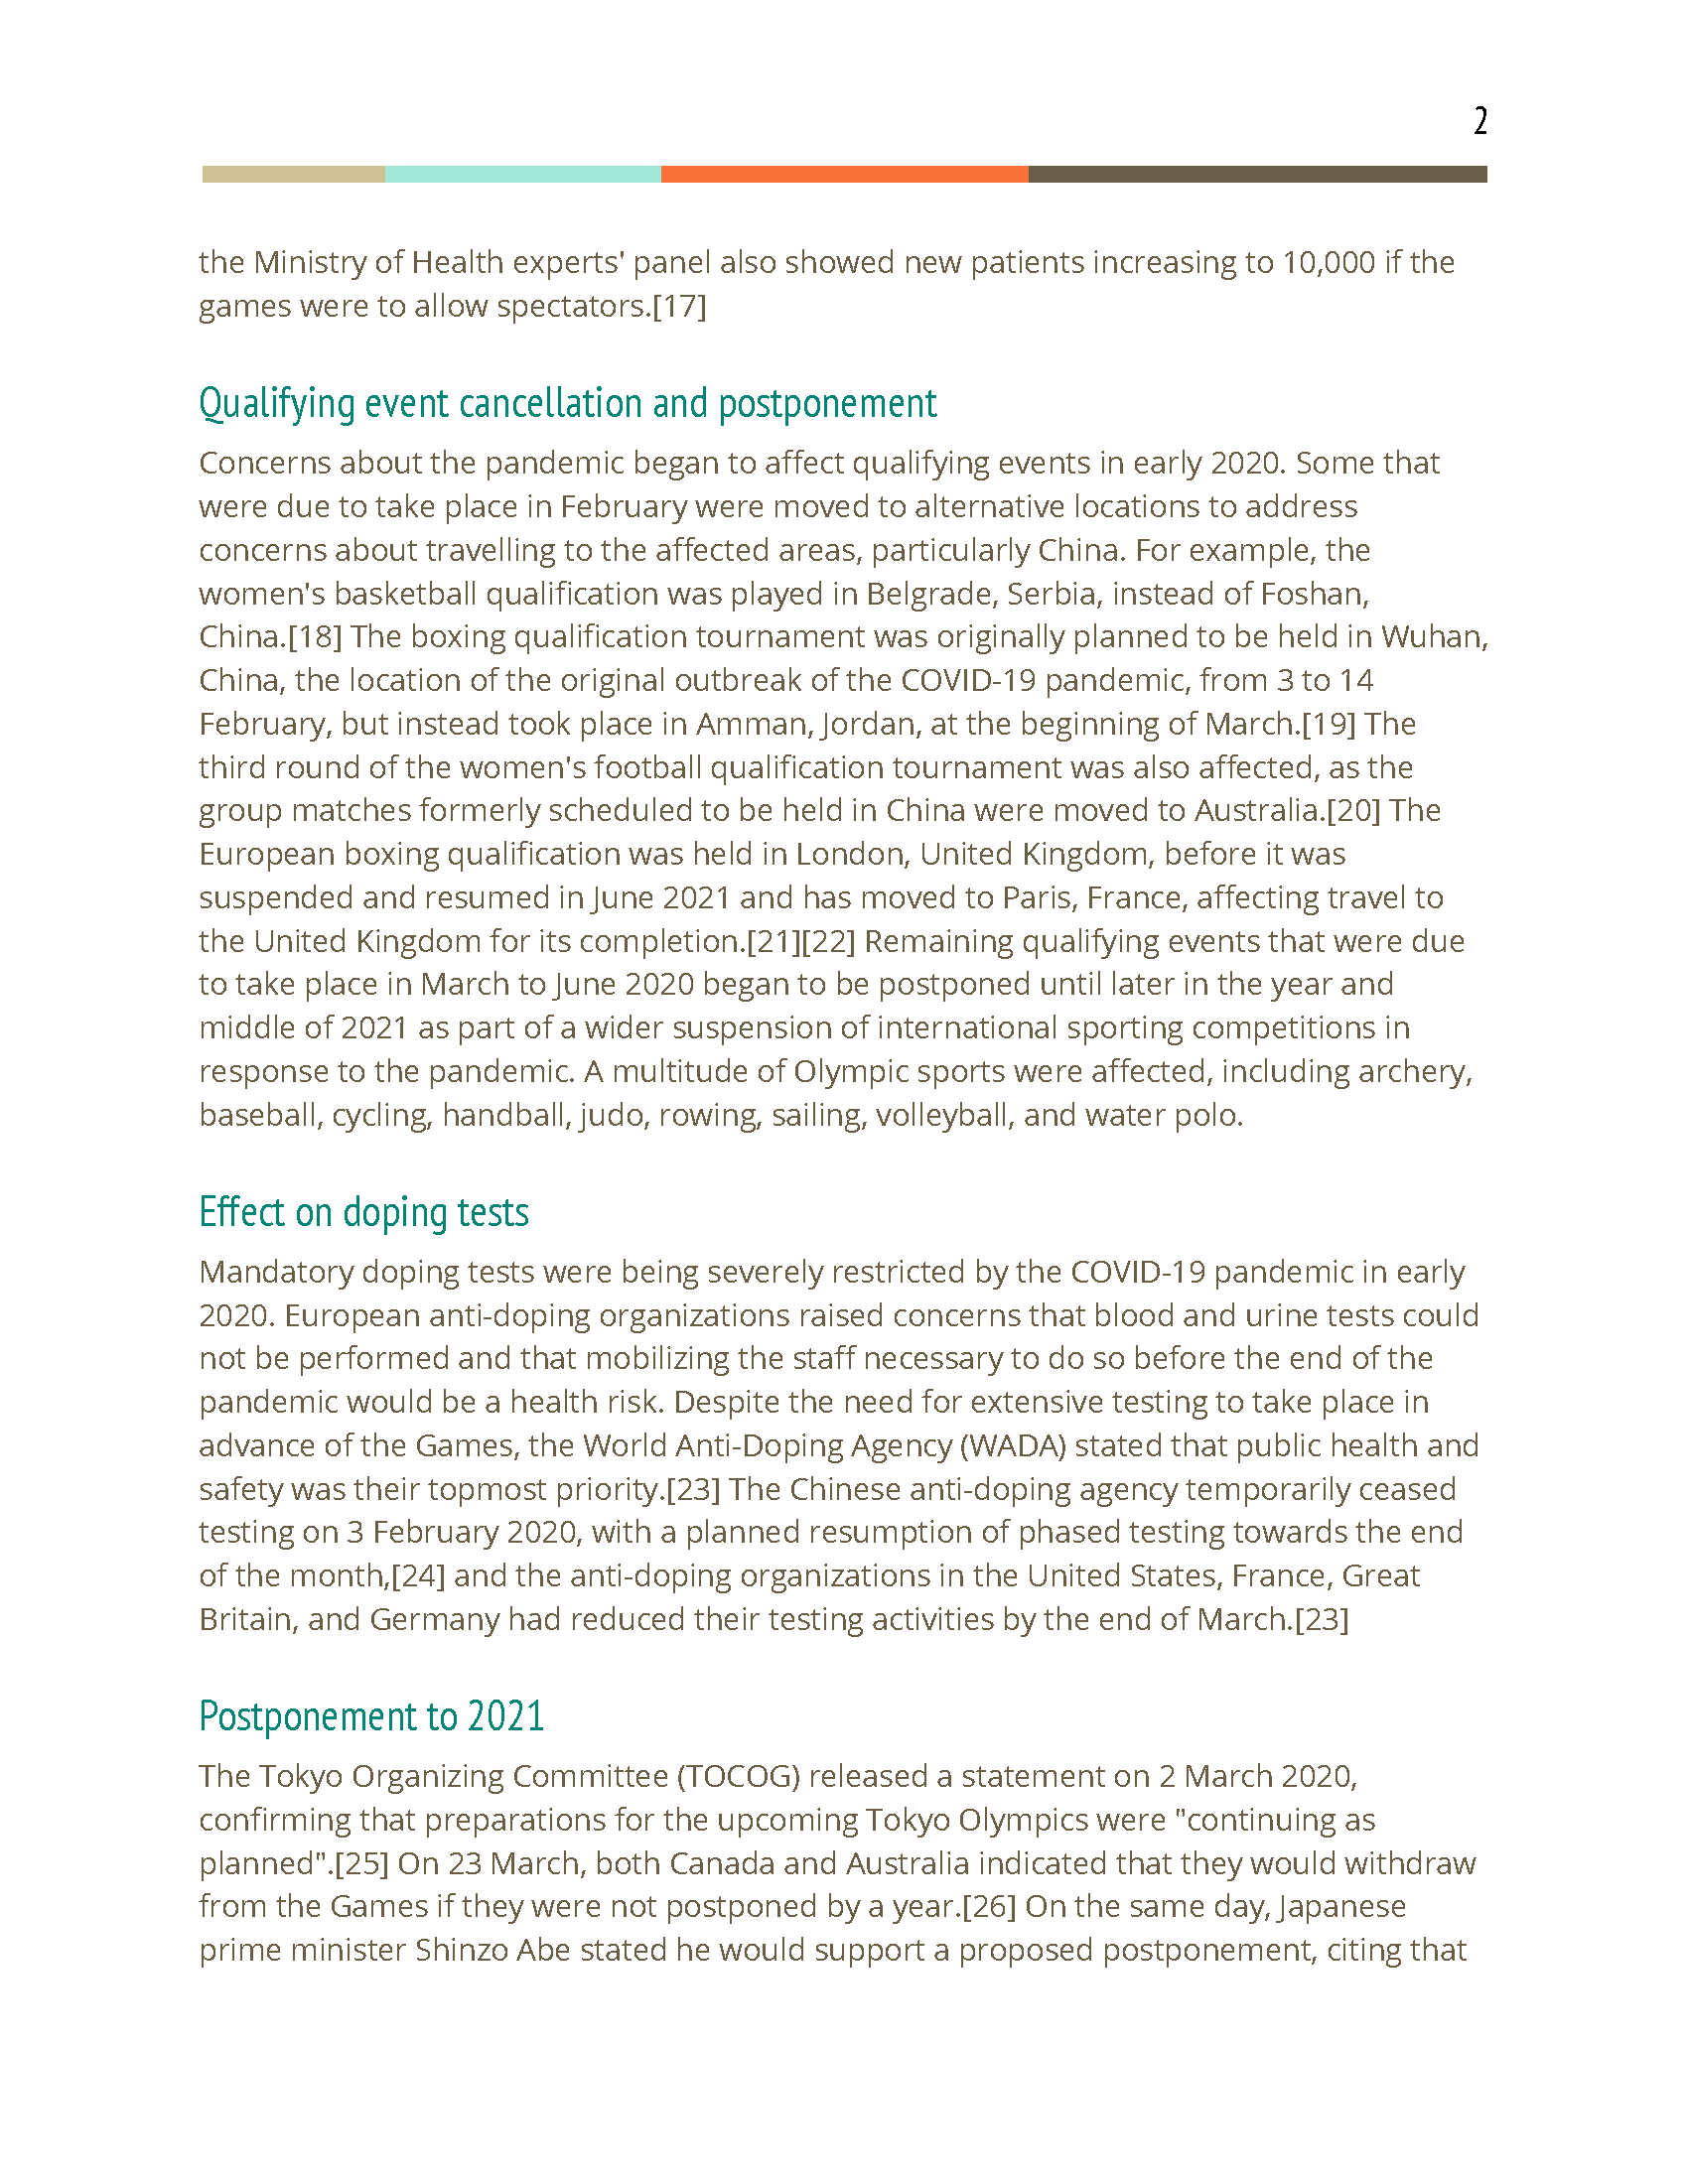 2
the Ministry of Health experts' panel also showed new patients increasing to 10,000 if the
games were to allow spectators.[17]
Qualifying event cancellation and postponement
Concerns about the pandemic began to affect qualifying events in early 2020. Some that
were due to take place in February were moved to alternative locations to address
concerns about travelling to the affected areas, particularly China. For example, the
women's basketball qualification was played in Belgrade, Serbia, instead of Foshan,
China.[18] The boxing qualification tournament was originally planned to be held in Wuhan,
China, the location of the original outbreak of the COVID-19 pandemic, from 3 to 14
February, but instead took place in Amman, Jordan, at the beginning of March.[19] The
third round of the women's football qualification tournament was also affected, as the
group matches formerly scheduled to be held in China were moved to Australia.[20] The
European boxing qualification was held in London, United Kingdom, before it was
suspended and resumed in June 2021 and has moved to Paris, France, affecting travel to
the United Kingdom for its completion.[21][22] Remaining qualifying events that were due
to take place in March to June 2020 began to be postponed until later in the year and
middle of 2021 as part of a wider suspension of international sporting competitions in
response to the pandemic. A multitude of Olympic sports were affected, including archery,
baseball, cycling, handball, judo, rowing, sailing, volleyball, and water polo.
Effect on doping tests
Mandatory doping tests were being severely restricted by the COVID-19 pandemic in early
2020. European anti-doping organizations raised concerns that blood and urine tests could
not be performed and that mobilizing the staff necessary to do so before the end of the
pandemic would be a health risk. Despite the need for extensive testing to take place in
advance of the Games, the World Anti-Doping Agency (WADA) stated that public health and
safety was their topmost priority.[23] The Chinese anti-doping agency temporarily ceased
testing on 3 February 2020, with a planned resumption of phased testing towards the end
of the month,[24] and the anti-doping organizations in the United States, France, Great
Britain, and Germany had reduced their testing activities by the end of March.[23]
Postponement to 2021
The Tokyo Organizing Committee (TOCOG) released a statement on 2 March 2020,
confirming that preparations for the upcoming Tokyo Olympics were "continuing as
planned".[25] On 23 March, both Canada and Australia indicated that they would withdraw
from the Games if they were not postponed by a year.[26] On the same day, Japanese
prime minister Shinzo Abe stated he would support a proposed postponement, citing that